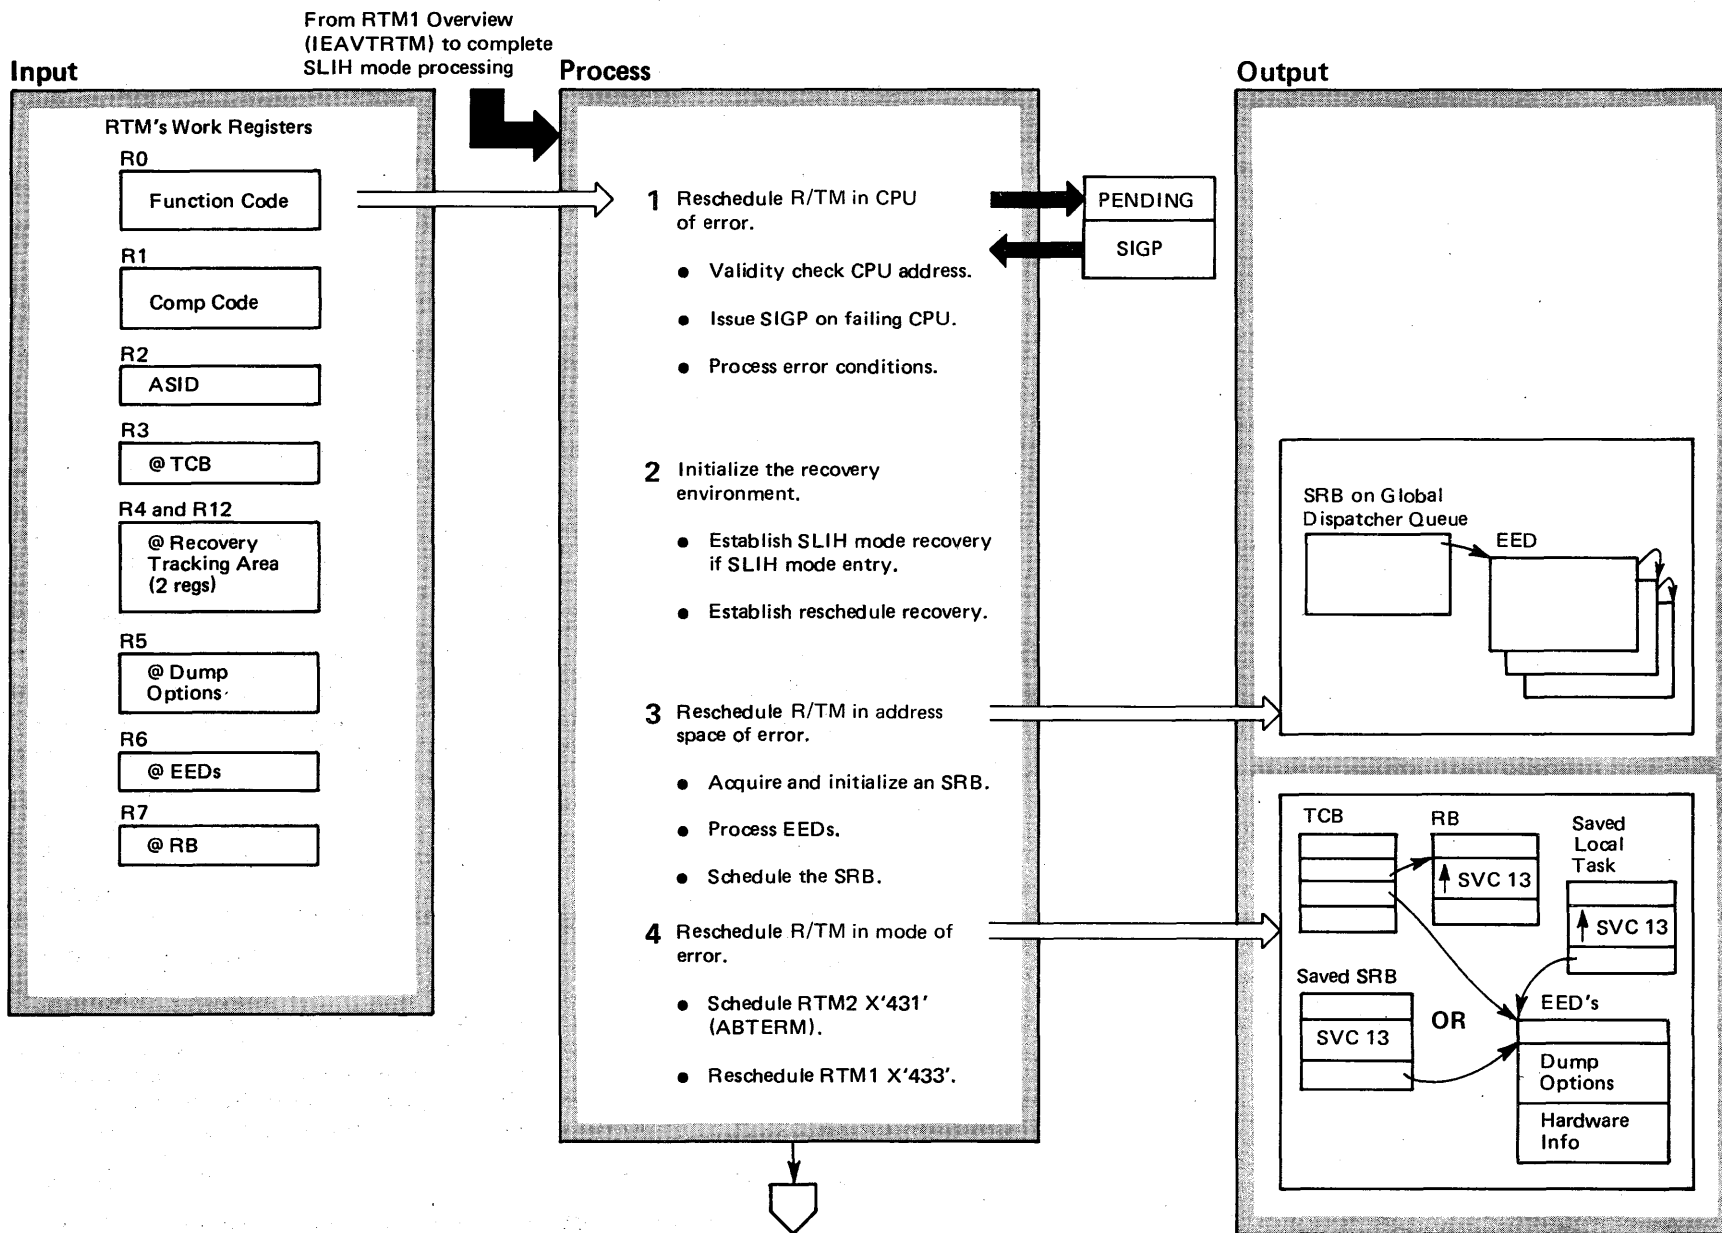 From RTM1 Overview
(IEAVTRTM) to complete
SLIH mode processing
Input
Process
Output
RTM's Work Registers
R0
Function Code
R1
Comp Code
R2
ASID
R3
@ TCB
R4 and R12
@ Recovery
Tracking Area
(2 regs)
R5
@ Dump
Options
R6
@ EEDs
R7
@ RB
1 Reschedule R/TM in CPU
of error.
• Validity check CPU address.
• Issue SIGP on failing CPU.
• Process error conditions.
2 Initialize the recovery
environment.
• Establish SLIH mode recovery
if SLIH mode entry.
• Establish reschedule recovery.
3 Reschedule R/TM in address
space of error.
• Acquire and initialize an SRB.
• Process EEDs.
• Schedule the SRB.
4 Reschedule R/TM in mode of
error.
• Schedule RTM2 X'431'
(ABTERM).
• Reschedule RTM1 X'433'.
PENDING
SIGP
SRB on Global
Dispatcher Queue
EED
TCB
RB
SVC 13
Saved
Local
Task
SVC 13
Saved SRB
SVC 13
OR
EED's
Dump
Options
Hardware
Info